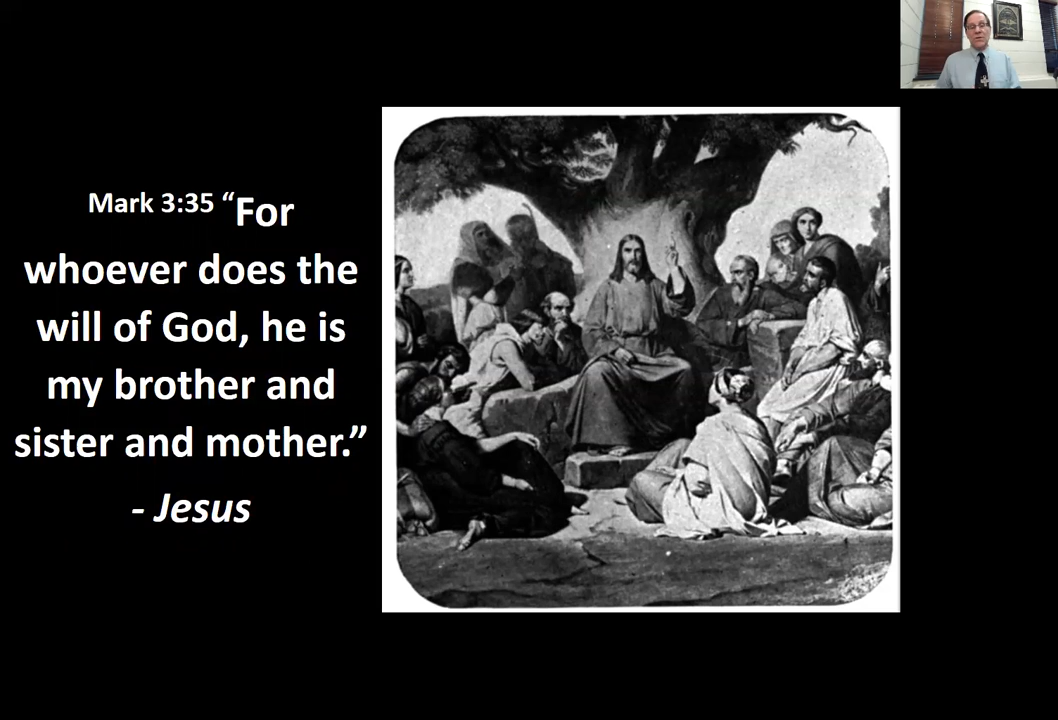 Mark 3:35 “For
whoever does the
will of God, he is
my brother and
sister and mother.”
- Jesus